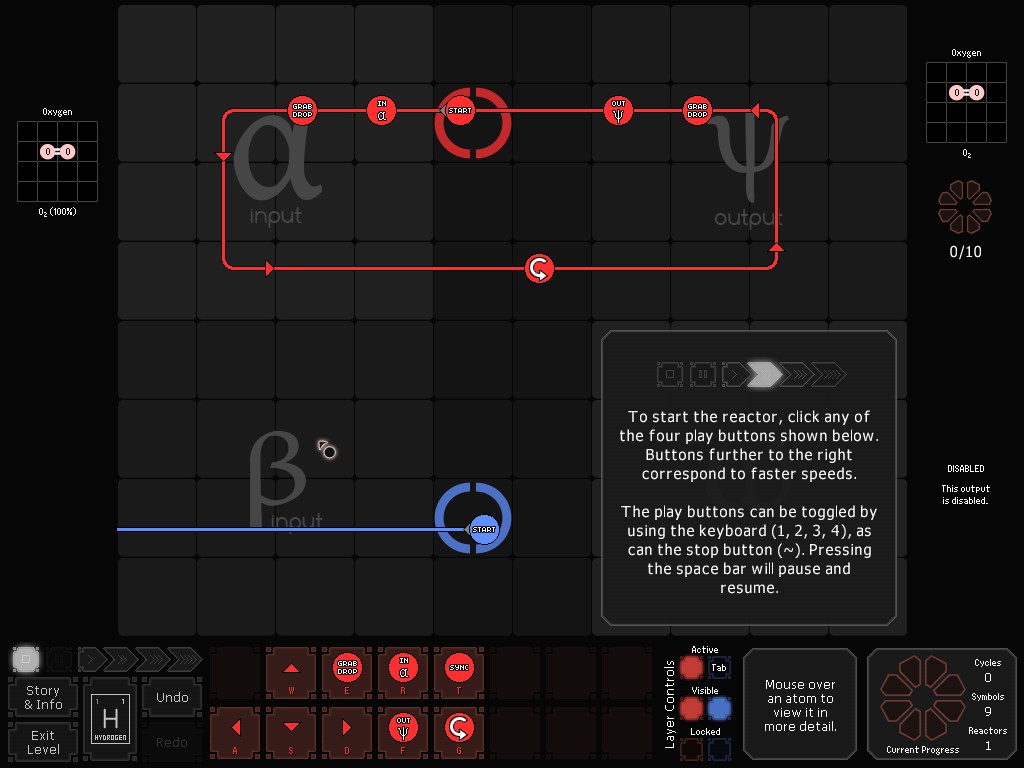 Oxygen
O O
O₂ (100%)
GRAB
DROP
IN
α
START
OUT
ψ
GRAB
DROP
α
input
ψ
output
Oxygen
O O
O₂
0/10
β
input
START
To start the reactor, click any of
the four play buttons shown below.
Buttons further to the right
correspond to faster speeds.
The play buttons can be toggled by
using the keyboard (1, 2, 3, 4), as
can the stop button (~). Pressing
the space bar will pause and
resume.
DISABLED
This output
is disabled.
Story
& Info
Exit
Level
1 1
H
HYDROGEN
Undo
Redo
W
GRAB
DROP
E
IN
α
R
SYNC
T
A
S
D
OUT
ψ
F
G
Layer Controls
Active
Tab
Visible
Locked
Mouse over
an atom to
view it in
more detail.
Cycles
0
Symbols
9
Reactors
1
Current Progress